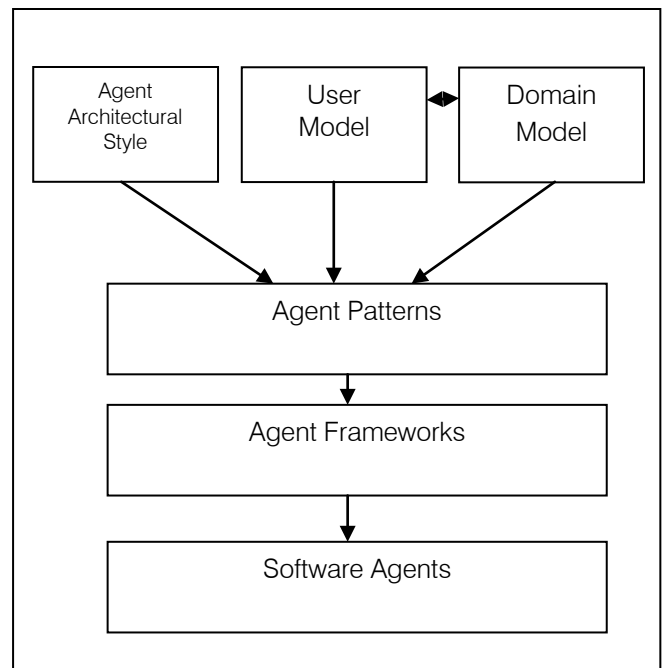 Agent
Architectural
Style
User
Model
Domain
Model
Agent Patterns
Agent Frameworks
Software Agents